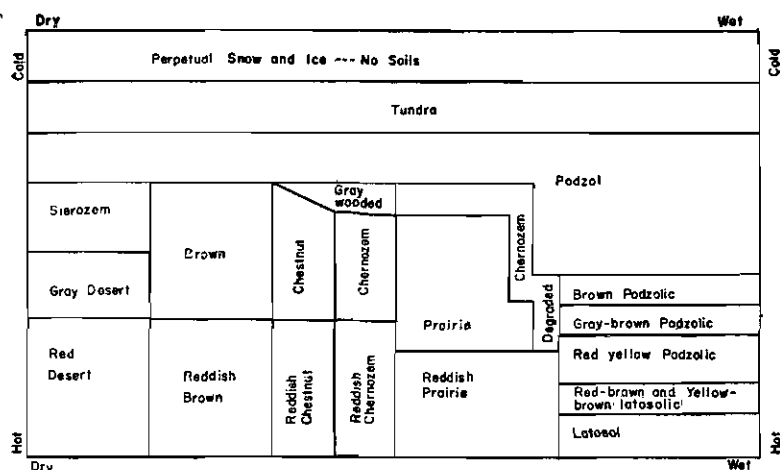 Dry Wet
Cold Cold
Perpetual Snow and Ice --- No Soils
Tundra
Podzol
Gray
wooded
Sierozem
Brown
Chestnut
Chernozem
Chernozem
Gray Desert
Degraded
Brown Podzolic
Prairie
Gray-brown Podzolic
Red
Desert
Reddish
Brown
Reddish
Chestnut
Reddish
Chernozem
Reddish
Prairie
Red yellow Podzolic
Red-brown and Yellow-
brown latosolic
Latosol
Hot Hot
Dry Wet